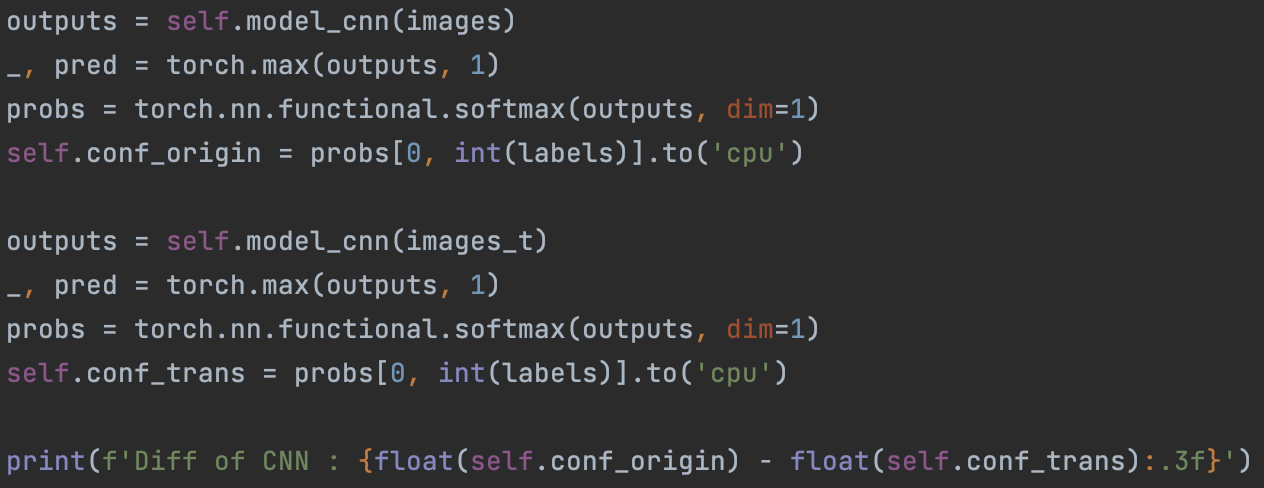 outputs = self.model_cnn(images)
_, pred = torch.max(outputs, 1)
probs = torch.nn.functional.softmax(outputs, dim=1)
self.conf_origin = probs[0, int(labels)].to('cpu')
outputs = self.model_cnn(images_t)
_, pred = torch.max(outputs, 1)
probs = torch.nn.functional.softmax(outputs, dim=1)
self.conf_trans = probs[0, int(labels)].to('cpu')
print(f'Diff of CNN : {float(self.conf_origin) - float(self.conf_trans):.3f}')